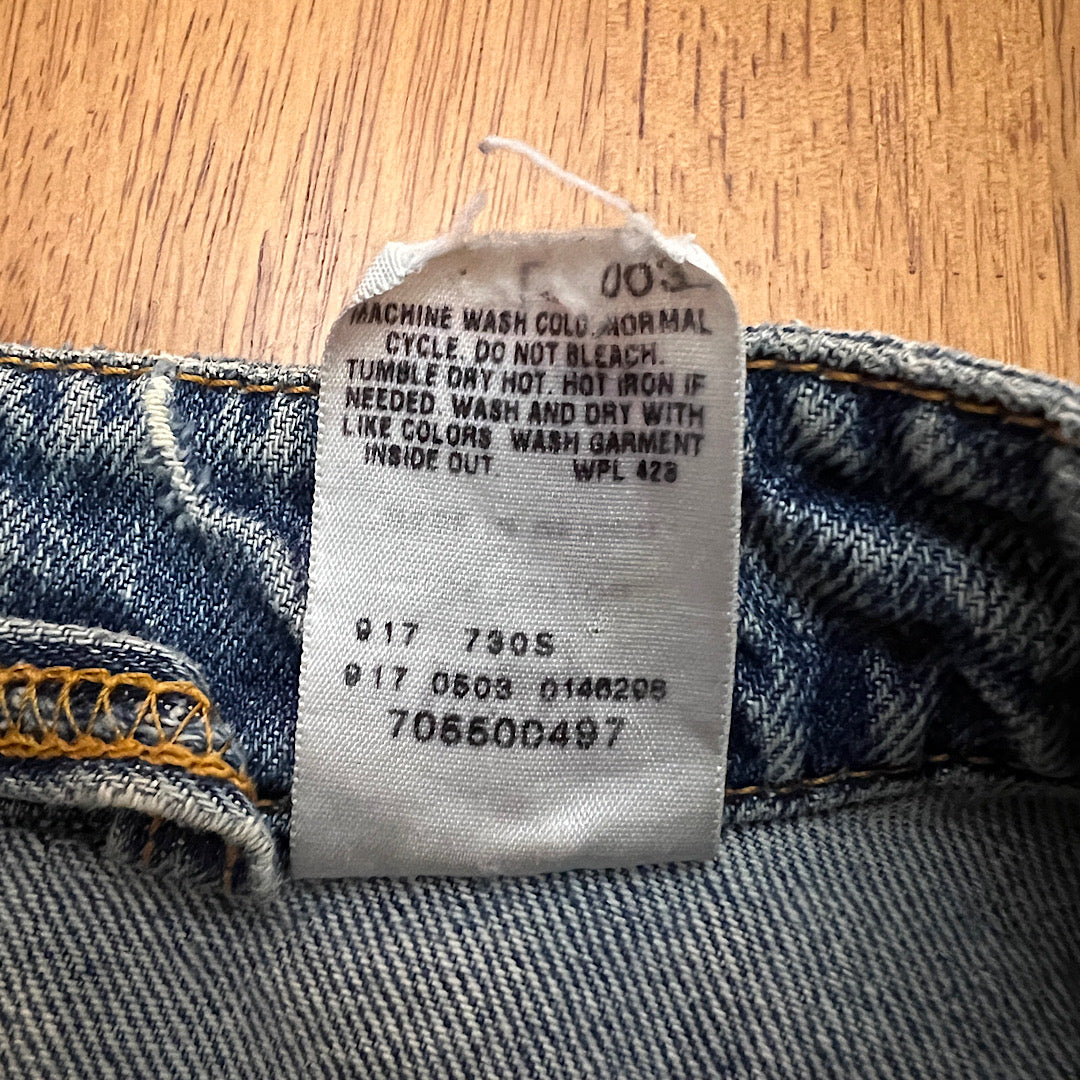 003
MACHINE WASH COLD. NORMAL
CYCLE. DO NOT BLEACH.
TUMBLE DRY HOT. HOT IRON IF
NEEDED. WASH AND DRY WITH
LIKE COLORS WASH GARMENT
INSIDE OUT. WPL 423
917 730S
917 0503 0146208
70550D497